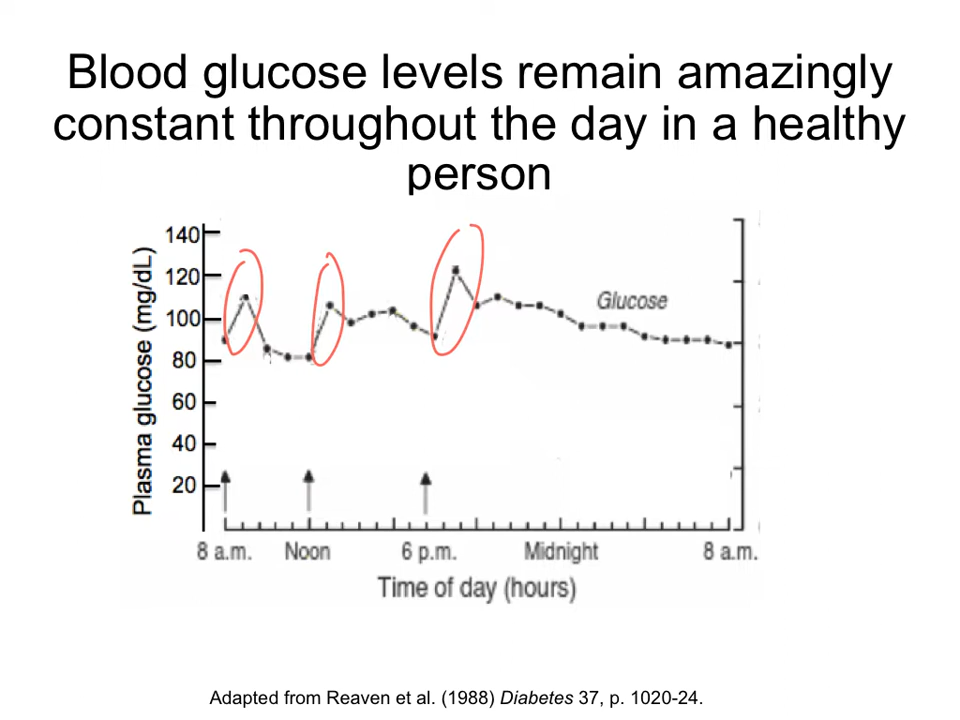 Blood glucose levels remain amazingly
constant throughout the day in a healthy
person
140
120
100
80
60
40
20
Plasma glucose (mg/dL)
Glucose
8 a.m. Noon 6 p.m. Midnight 8 a.m.
Time of day (hours)
Adapted from Reaven et al. (1988) Diabetes 37, p. 1020-24.